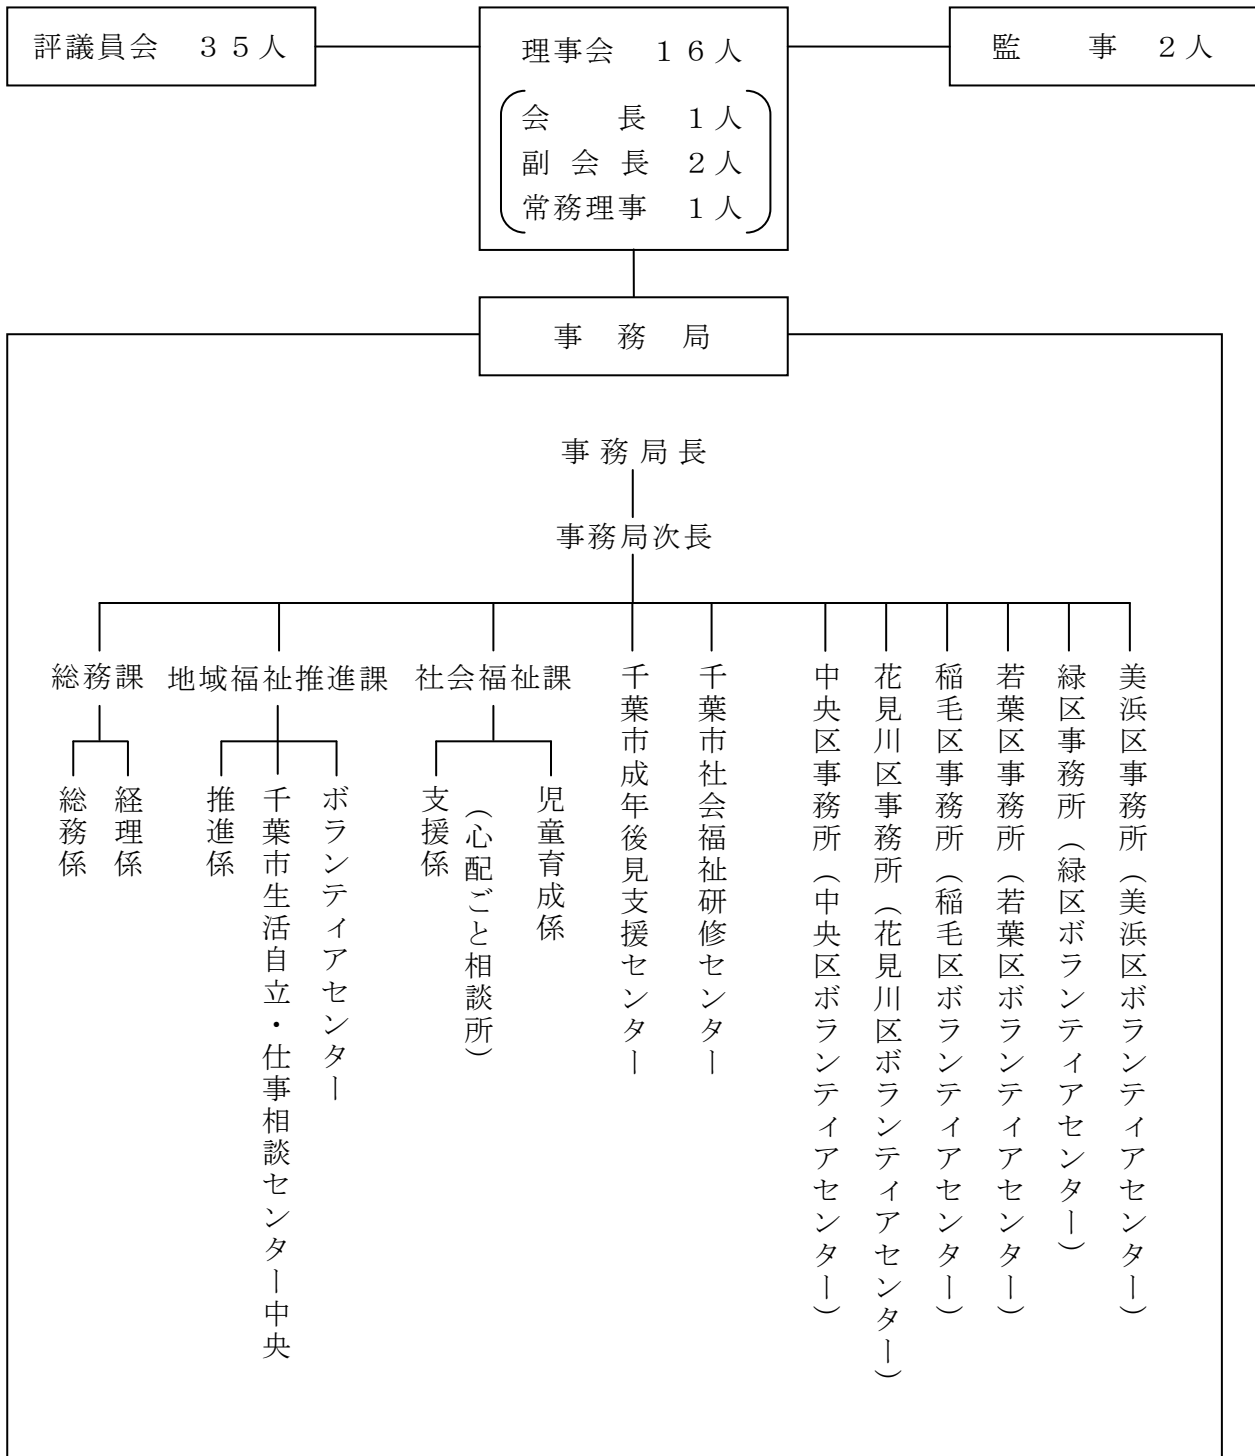 評議員会　３５人
理事会　１６人
会　　長　１人
副 会 長　２人
常務理事　１人
監　　事　２人
事　務　局
事務局長
事務局次長
総務課
総務係
経理係
地域福祉推進課
推進係
千葉市生活自立・仕事相談センター中央
ボランティアセンター
社会福祉課
支援係
（心配ごと相談所）
児童育成係
千葉市成年後見支援センター
千葉市社会福祉研修センター
中央区事務所（中央区ボランティアセンター）
花見川区事務所（花見川区ボランティアセンター）
稲毛区事務所（稲毛区ボランティアセンター）
若葉区事務所（若葉区ボランティアセンター）
緑区事務所（緑区ボランティアセンター）
美浜区事務所（美浜区ボランティアセンター）